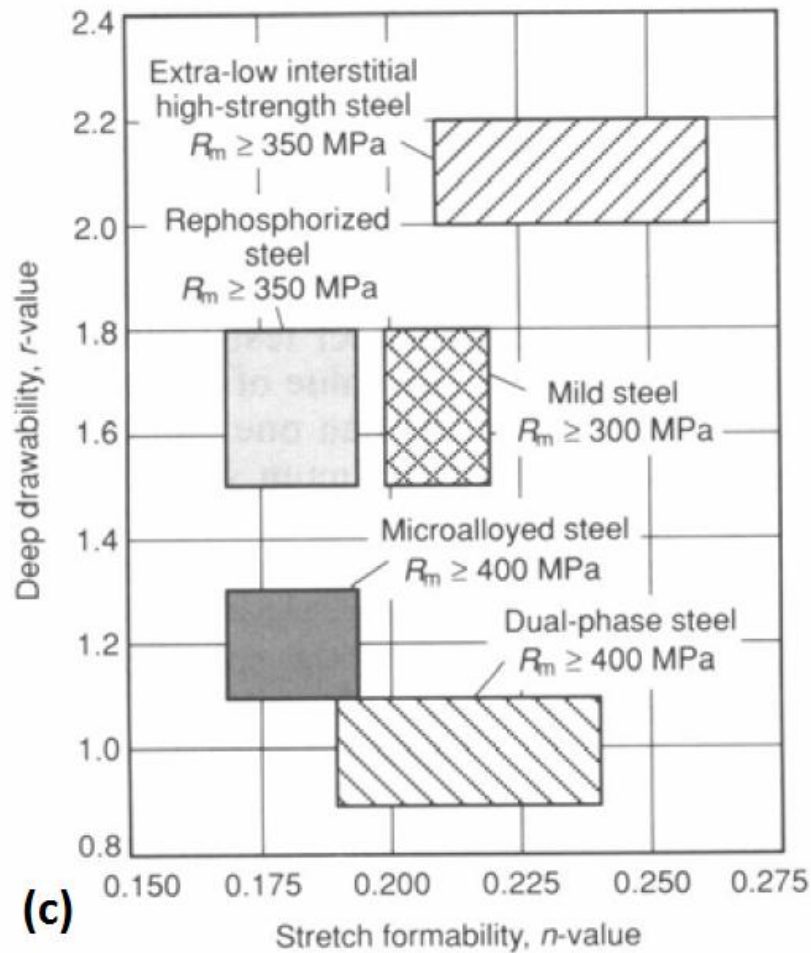 2.4
Extra-low interstitial
high-strength steel
Rm ≥ 350 MPa
2.2
2.0
Rephosphorized
steel
Rm ≥ 350 MPa
1.8
Mild steel
Rm ≥ 300 MPa
1.6
1.4
Microalloyed steel
Rm ≥ 400 MPa
Dual-phase steel
Rm ≥ 400 MPa
1.2
1.0
0.8
Deep drawability, r-value
0.150 0.175 0.200 0.225 0.250 0.275
(c)
Stretch formability, n-value